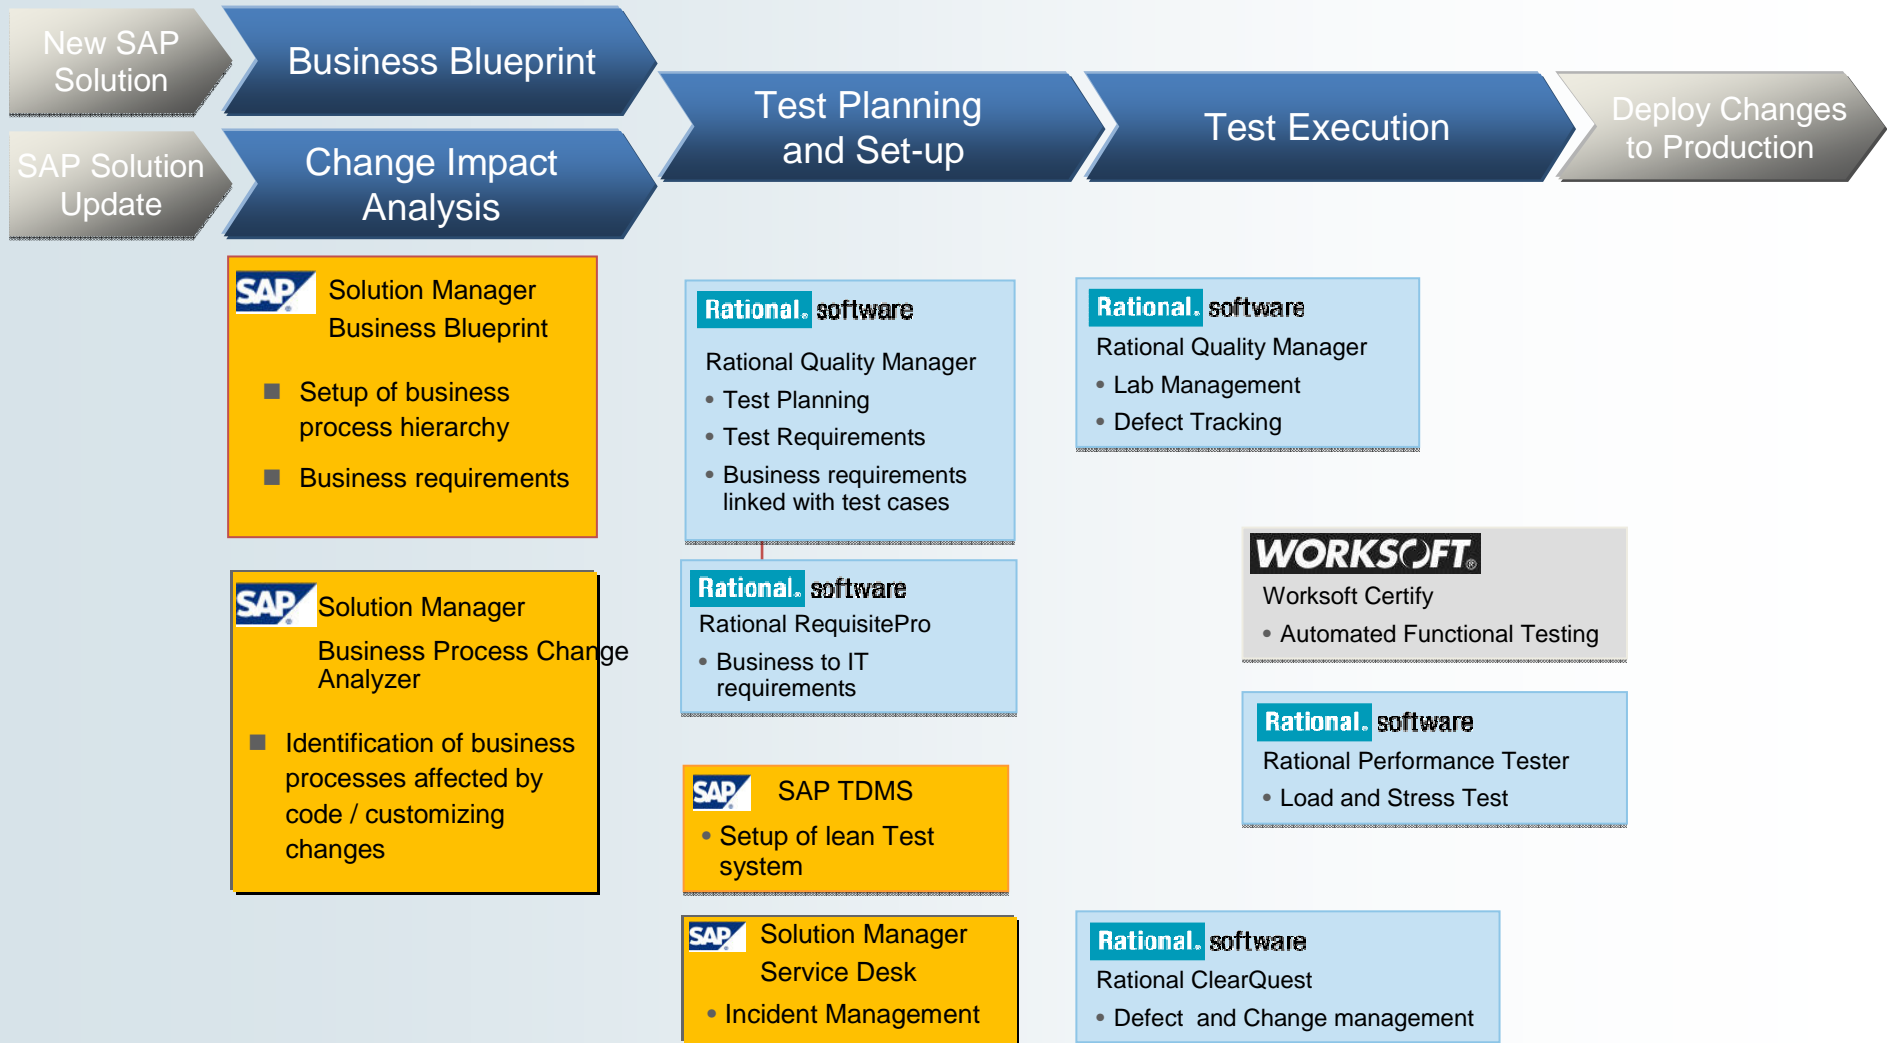 New SAP
Solution
Business Blueprint
SAP Solution
Update
Change Impact
Analysis
Test Planning
and Set-up
Test Execution
Deploy Changes
to Production
SAP®
Solution Manager
Business Blueprint
■ Setup of business
process hierarchy
■ Business requirements
SAP®
Solution Manager
Business Process Change
Analyzer
■ Identification of business
processes affected by
code / customizing
changes
Rational. software
Rational Quality Manager
• Test Planning
• Test Requirements
• Business requirements
linked with test cases
Rational. software
Rational RequisitePro
• Business to IT
requirements
SAP SAP TDMS
• Setup of lean Test
system
SAP Solution Manager
Service Desk
• Incident Management
Rational. software
Rational Quality Manager
• Lab Management
• Defect Tracking
WORKSOFT®
Worksoft Certify
• Automated Functional Testing
Rational. software
Rational Performance Tester
• Load and Stress Test
Rational. software
Rational ClearQuest
• Defect and Change management